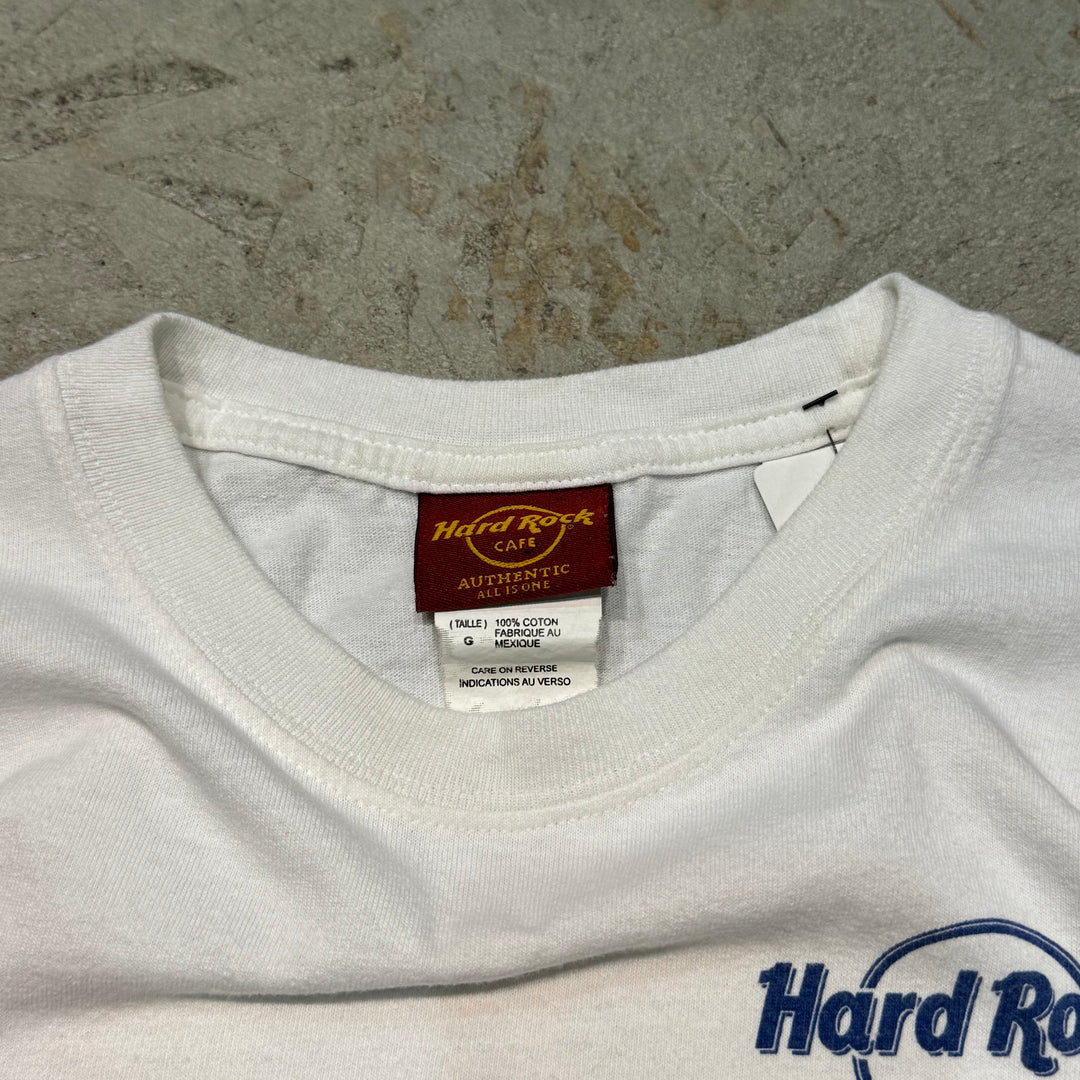 Hard Rock ®
CAFE
AUTHENTIC
ALL IS ONE
(TAILLE) 100% COTON
G FABRIQUE AU
MEXIQUE
CARE ON REVERSE
INDICATIONS AU VERSO
Hard Ro